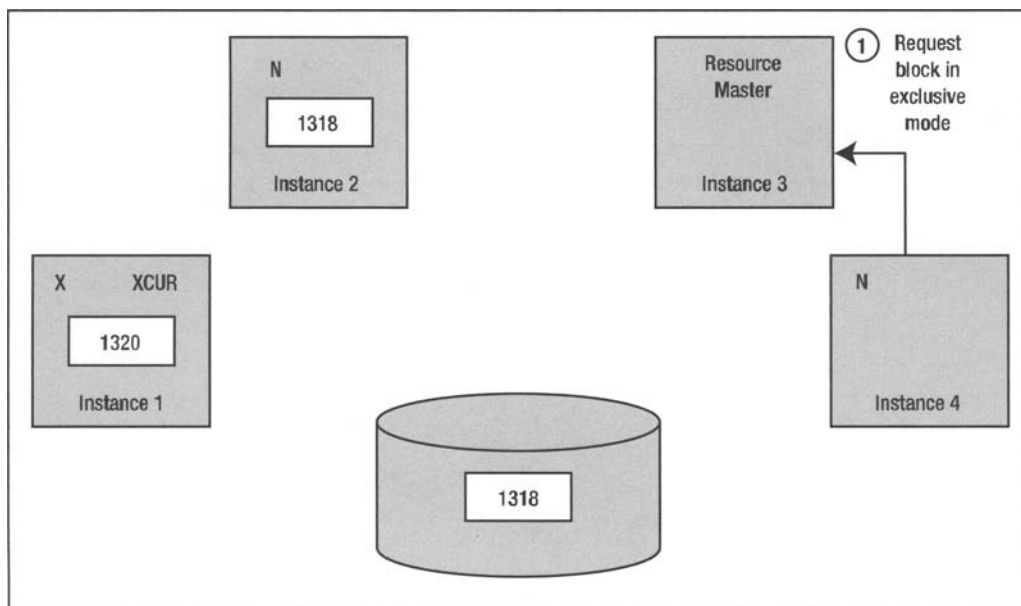 N
1318
Instance 2
Resource
Master
Instance 3
1
Request
block in
exclusive
mode
X XCUR
1320
Instance 1
N
Instance 4
1318